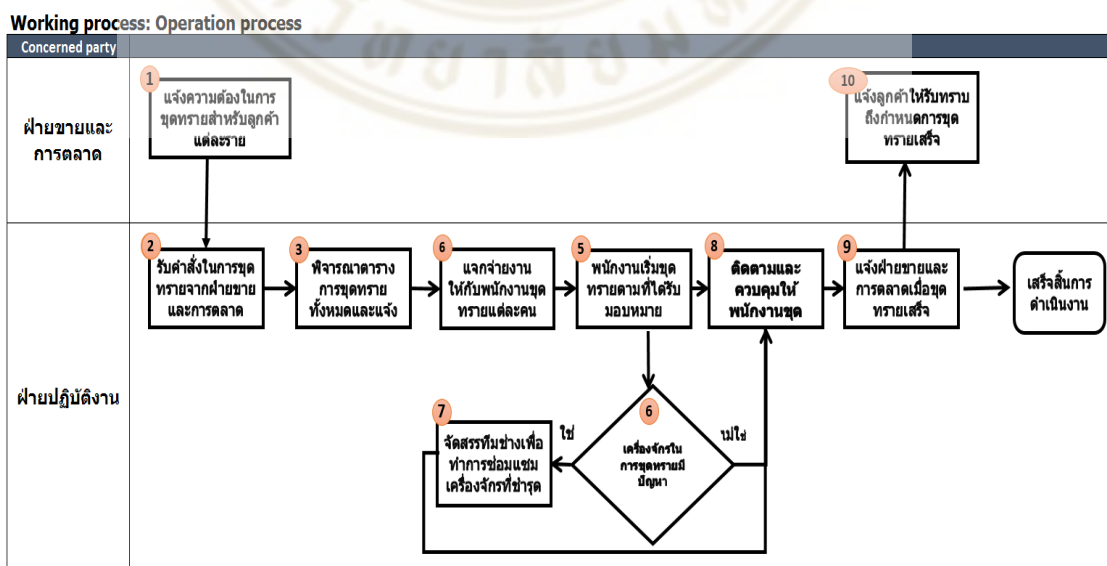 Working process: Operation process
Concerned party
ฝ่ายขายและ
การตลาด
1
แจ้งความต้องในการ
ขุดทรายสำหรับลูกค้า
แต่ละราย
10
แจ้งลูกค้าให้รับทราบ
ถึงกำหนดการขุด
ทรายเสร็จ
ฝ่ายปฏิบัติงาน
2
รับคำสั่งในการขุด
ทรายจากฝ่ายขาย
และการตลาด
3
พิจารณาตาราง
การขุดทราย
ทั้งหมดและแจ้ง
6
แจกจ่ายงาน
ให้กับพนักงานขุด
ทรายแต่ละคน
5
พนักงานเริ่มขุด
ทรายตามที่ได้รับ
มอบหมาย
8
ติดตามและ
ควบคุมให้
พนักงานขุด
9
แจ้งฝ่ายขายและ
การตลาดเมื่อขุด
ทรายเสร็จ
เสร็จสิ้นการ
ดำเนินงาน
7
จัดสรรทีมช่างเพื่อ
ทำการซ่อมแซม
เครื่องจักรที่ชำรุด
ใช่
6
เครื่องจักรใน
การขุดทรายมี
ปัญหา
ไม่ใช่